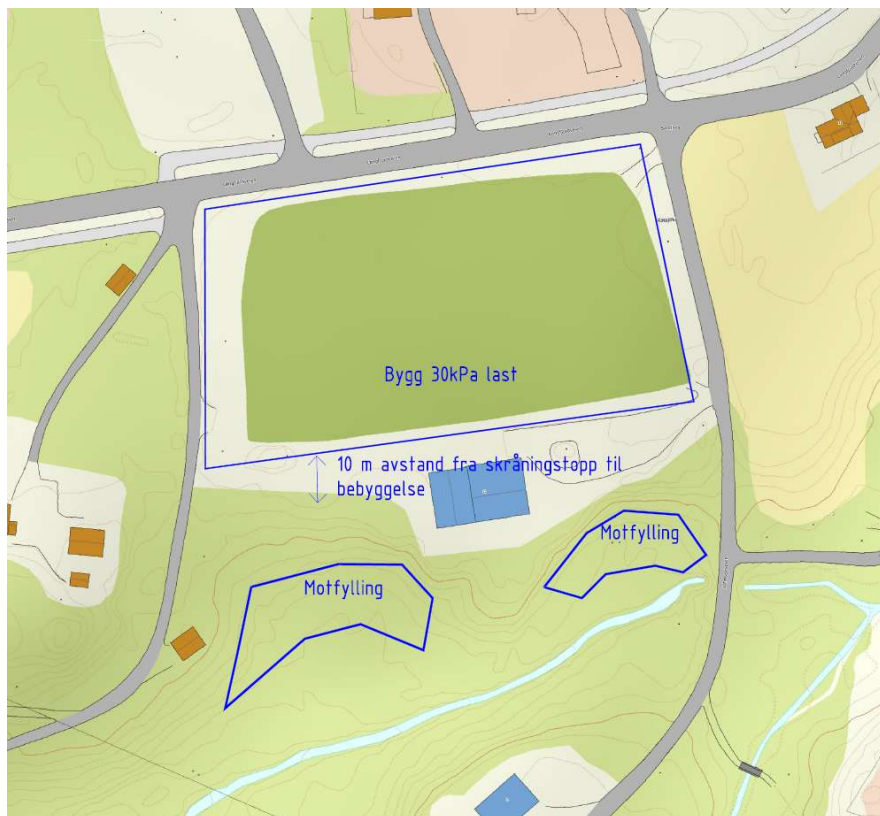 Bygg 30kPa last
10 m avstand fra skråningstopp til
bebyggelse
Motfylling
Motfylling